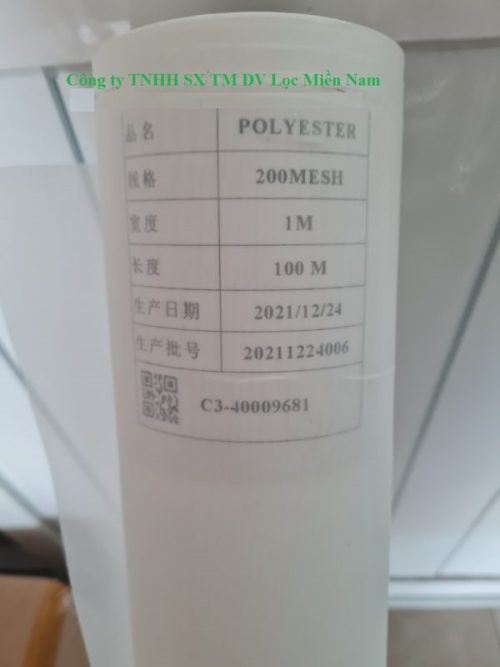 Công ty TNHH SX TM DV Lọc Miền Nam
品名 POLYESTER
规格 200MESH
宽度 1M
长度 100 M
生产日期 2021/12/24
生产批号 20211224006
C3-40009681